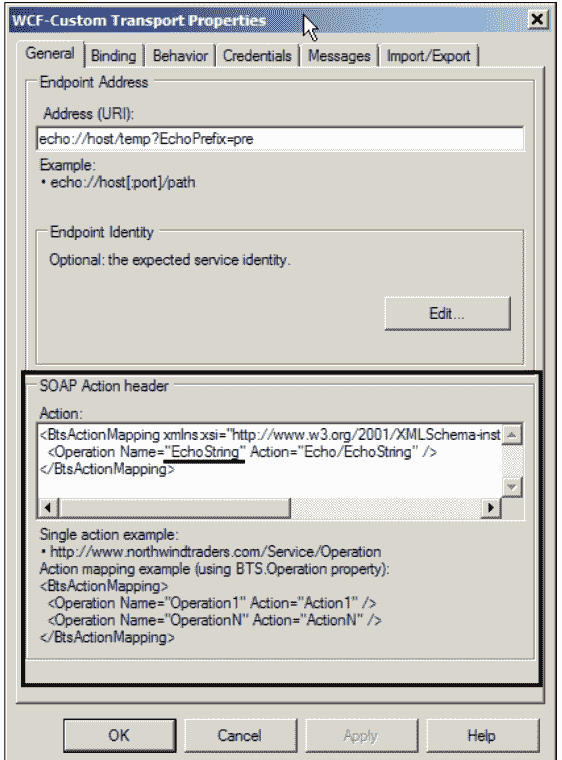 WCF-Custom Transport Properties
General Binding Behavior Credentials Messages Import/Export
Endpoint Address
Address (URI):
echo://host/temp?EchoPrefix=pre
Example:
• echo://host[:port]/path
Endpoint Identity
Optional: the expected service identity.
Edit...
SOAP Action header
Action:
<BtsActionMapping xmlns:xsi="http://www.w3.org/2001/XMLSchema-inst
<Operation Name="EchoString" Action="Echo/EchoString" />
</BtsActionMapping>
Single action example:
• http://www.northwindtraders.com/Service/Operation
Action mapping example (using BTS.Operation property):
<BtsActionMapping>
<Operation Name="Operation1" Action="Action1" />
<Operation Name="OperationN" Action="ActionN" />
</BtsActionMapping>
OK Cancel Apply Help